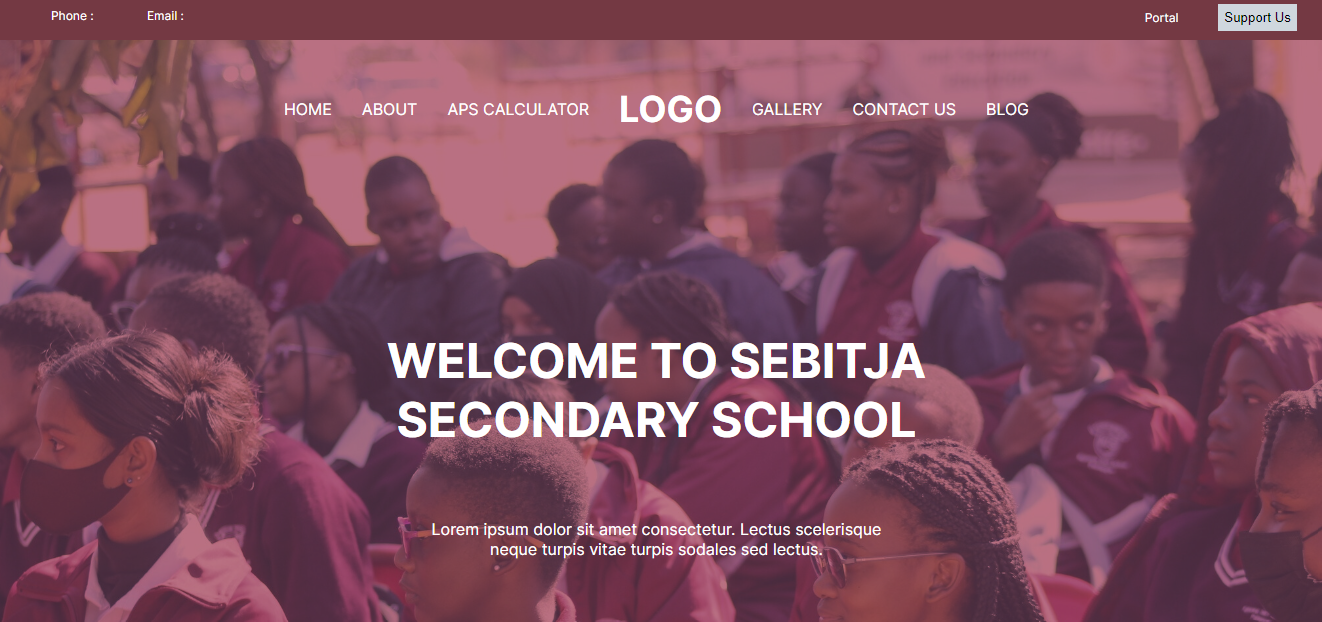 Phone : Email : Portal Support Us
HOME ABOUT APS CALCULATOR LOGO GALLERY CONTACT US BLOG
WELCOME TO SEBITJA
SECONDARY SCHOOL
Lorem ipsum dolor sit amet consectetur. Lectus scelerisque
neque turpis vitae turpis sodales sed lectus.